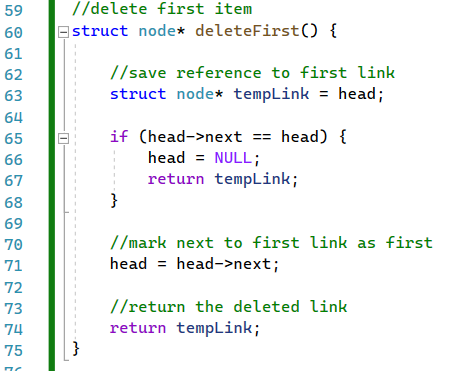 59 //delete first item
60 struct node* deleteFirst() {
61
62     //save reference to first link
63     struct node* tempLink = head;
64
65     if (head->next == head) {
66         head = NULL;
67         return tempLink;
68     }
69
70     //mark next to first link as first
71     head = head->next;
72
73     //return the deleted link
74     return tempLink;
75 }